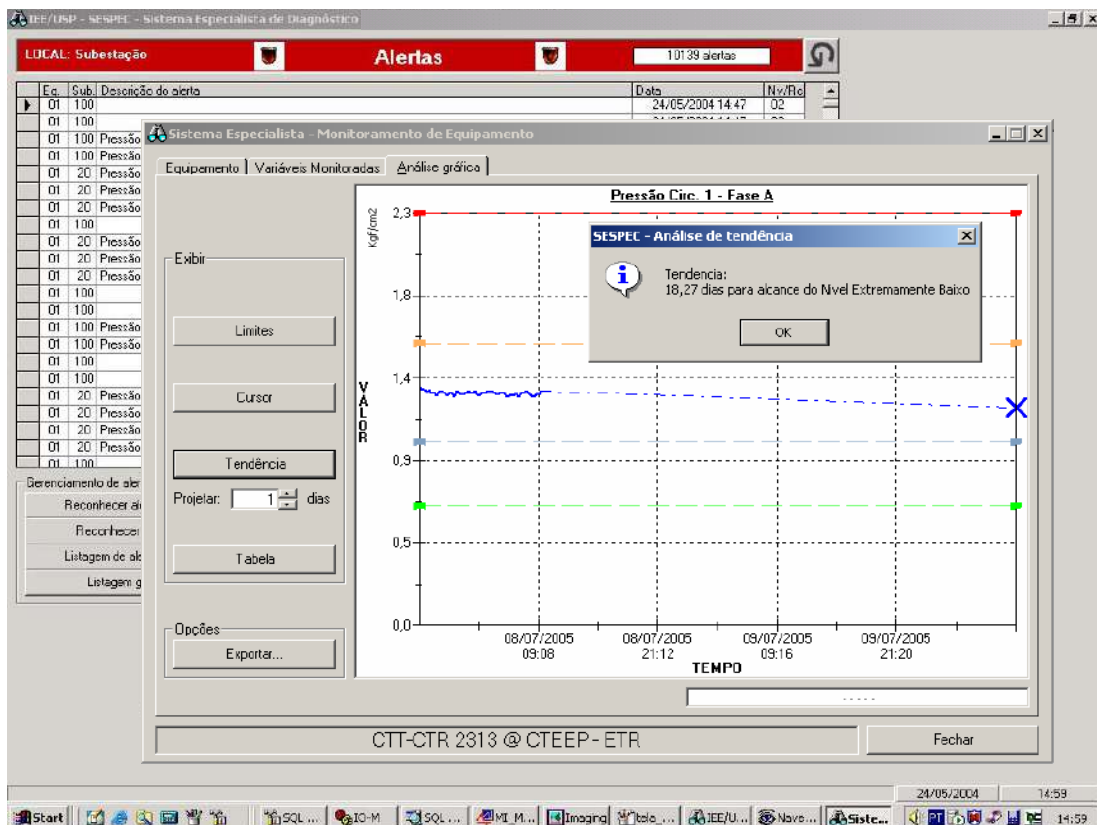 IEE/USP - SESPEC - Sistema Especialista de Diagnóstico
LOCAL: Subestação
Alertas
10139 alertas
Eq. Sub. Descrição do alerta Data
01 100 24/05/2004 14:47 02
01 100
01 100 Pressão
01 100 Pressão
01 20 Pressão
01 20 Pressão
01 20 Pressão
01 100
01 20 Pressão
01 20 Pressão
01 20 Pressão
01 100
01 100
01 100 Pressão
01 100 Pressão
01 100
01 100
01 20 Pressão
01 20 Pressão
01 20 Pressão
01 20 Pressão
01 100
Gerenciamento de
Reconhecer
Reconhecer
Listagem de
Listagem
Sistema Especialista - Monitoramento de Equipamento
Equipamento
Variáveis Monitoradas
Análise gráfica
Exibir
Limites
Cursor
Tendência
Projetar: 1 dias
Tabela
Opções
Exportar...
Pressão Circ. 1 - Fase A
Kgf/cm2
VALOR
2,3
1,8
1,4
0,9
0,5
0,0
08/07/2005 09:08
08/07/2005 21:12
09/07/2005 09:16
09/07/2005 21:20
TEMPO
SESPEC - Análise de tendência
Tendencia:
18,27 dias para alcance do Nivel Extremamente Baixo
OK
-----
CTT-CTR 2313 @ CTEEP - ETR
Fechar
24/05/2004 14:59
Start
SQL ...
IO-M
SQL ...
MI_M...
Imaging
tela_...
IEE/U...
Nave...
Siste...
PT
14:59